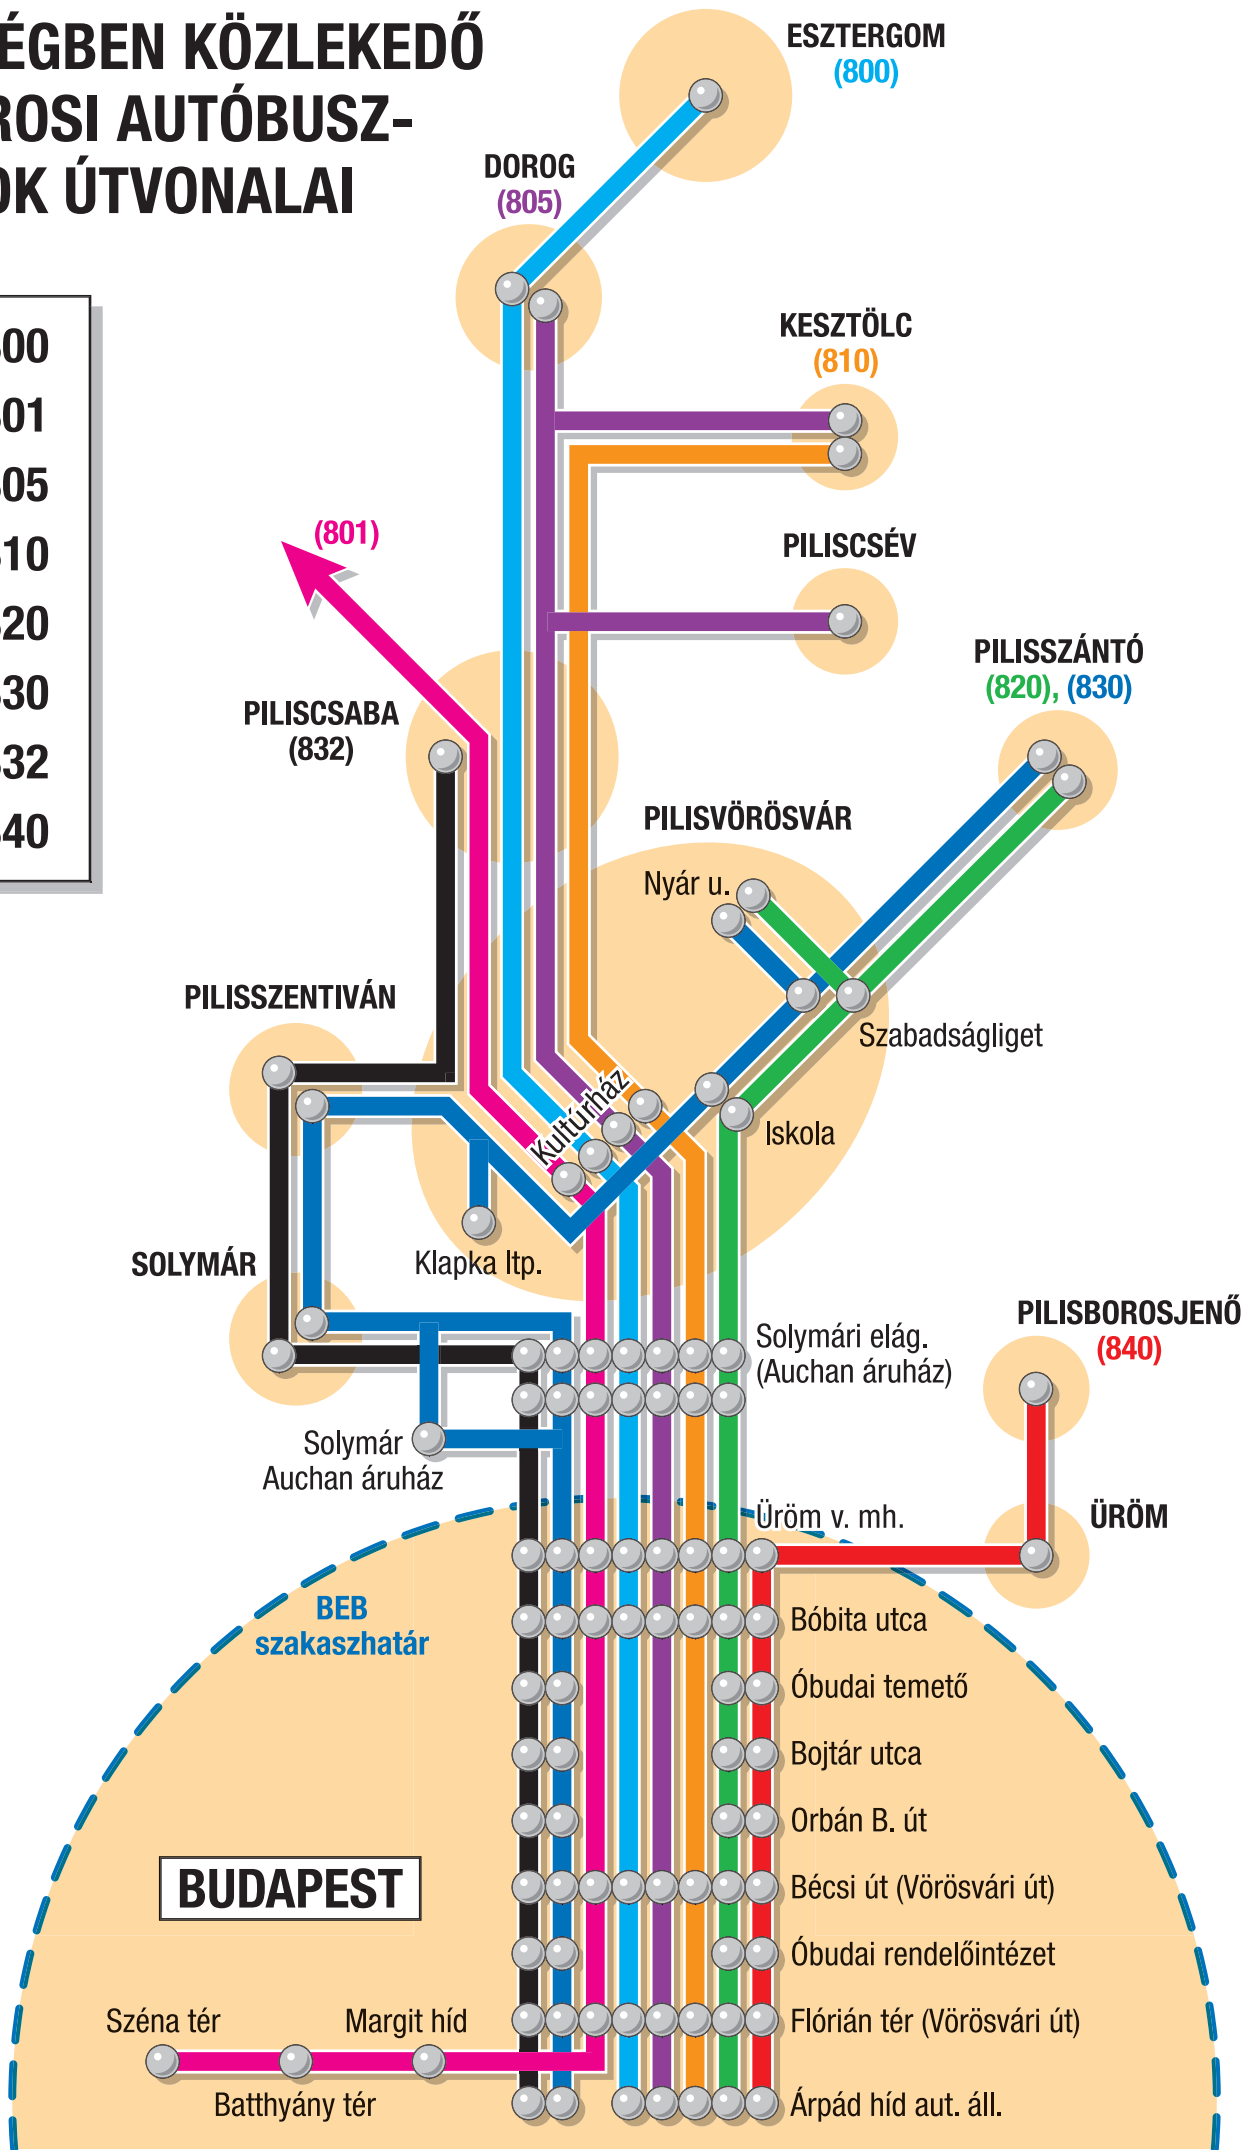 ÉGBEN KÖZLEKEDŐ
ROSI AUTÓBUSZ-
OK ÚTVONALAI
ESZTERGOM
(800)
DOROG
(805)
00
01
05
10
20
30
32
40
KESZTÖLC
(810)
(801)
PILISCSÉV
PILISSZÁNTÓ
(820), (830)
PILISCSABA
(832)
PILISVÖRÖSVÁR
Nyár u.
PILISSZENTIVÁN
Szabadságliget
Kultúrház
Iskola
SOLYMÁR
Klapka ltp.
PILISBOROSJENŐ
(840)
Solymári elág.
(Auchan áruház)
Solymár
Auchan áruház
Üröm v. mh.
ÜRÖM
BEB
szakaszhatár
Bóbita utca
Óbudai temető
Bojtár utca
Orbán B. út
BUDAPEST
Bécsi út (Vörösvári út)
Óbudai rendelőintézet
Széna tér
Margit híd
Flórián tér (Vörösvári út)
Batthyány tér
Árpád híd aut. áll.